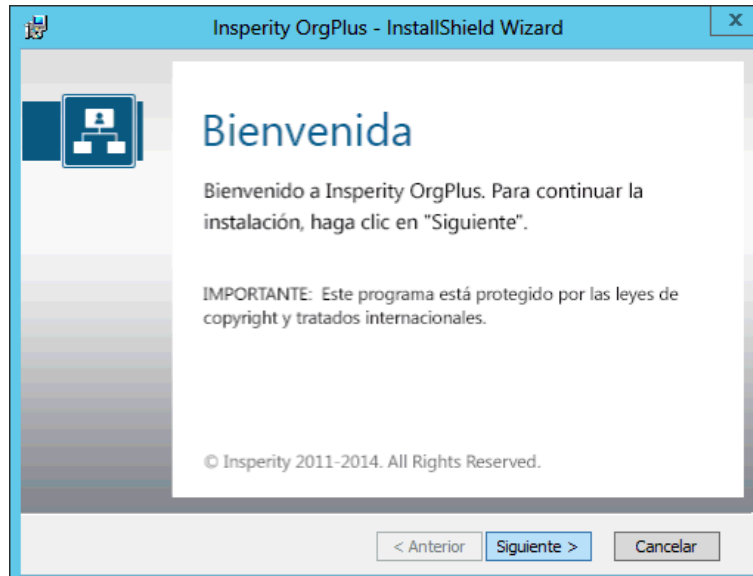 Insperity OrgPlus - InstallShield Wizard
x
Bienvenida
Bienvenido a Insperity OrgPlus. Para continuar la
instalación, haga clic en "Siguiente".
IMPORTANTE: Este programa está protegido por las leyes de
copyright y tratados internacionales.
© Insperity 2011-2014. All Rights Reserved.
< Anterior
Siguiente >
Cancelar